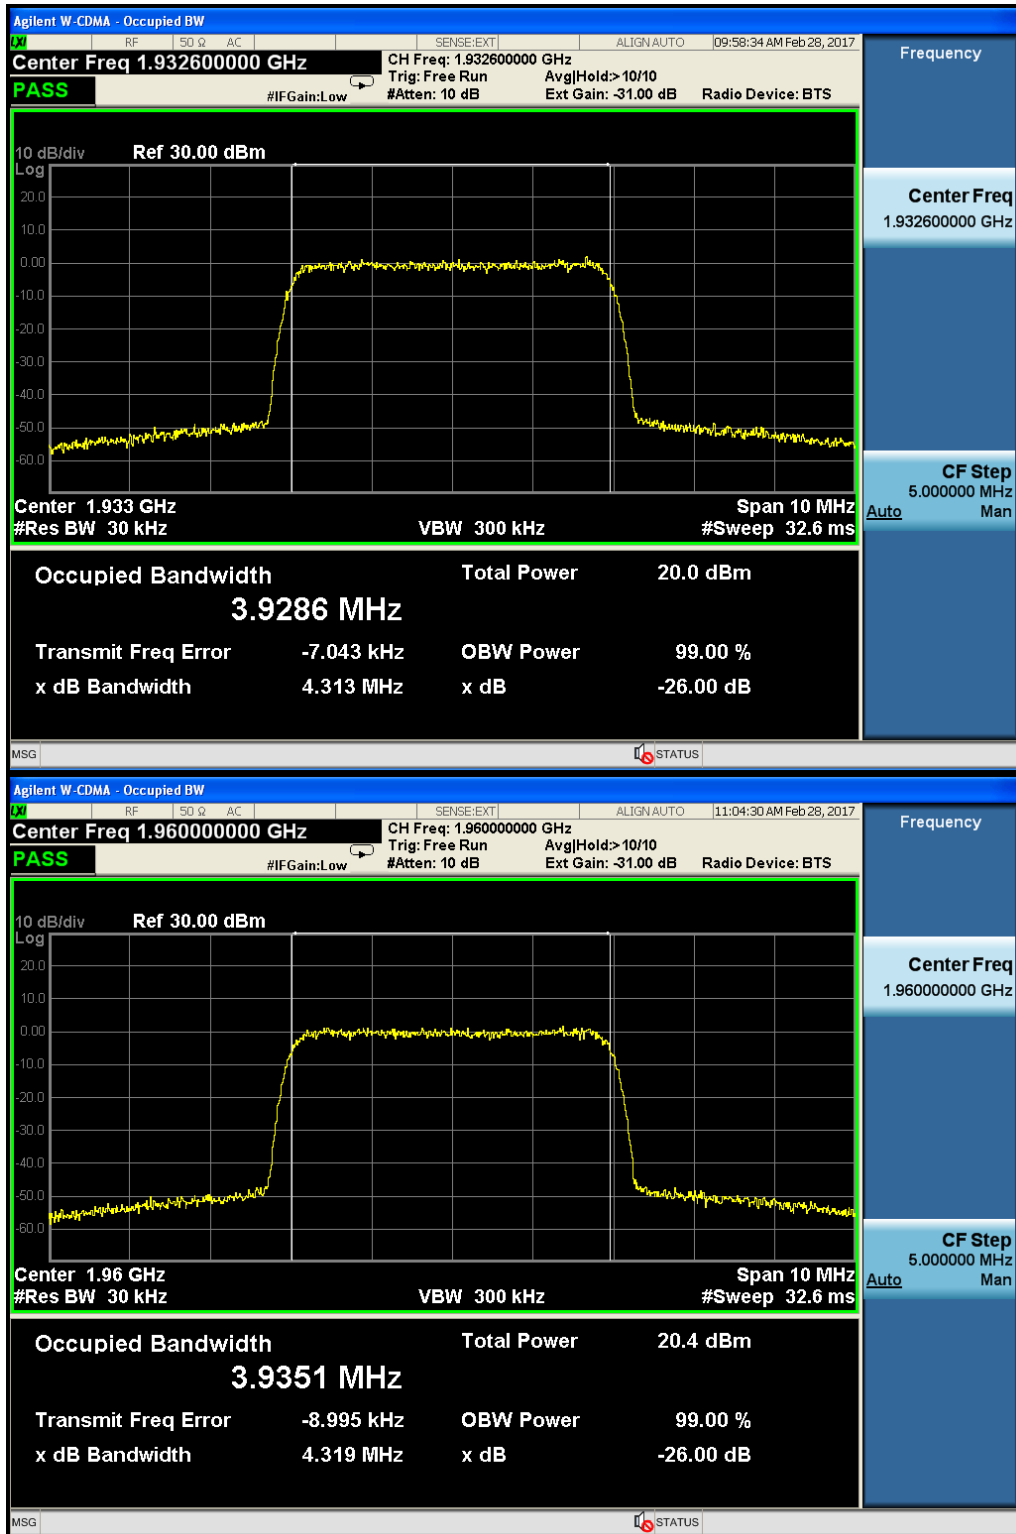 Agilent W-CDMA - Occupied BW
LXI RF 50 Ω AC SENSE:EXT ALIGN AUTO 09:58:34 AM Feb 28, 2017
Center Freq 1.932600000 GHz CH Freq: 1.932600000 GHz
Trig: Free Run Avg|Hold:> 10/10
PASS #IFGain:Low #Atten: 10 dB Ext Gain: -31.00 dB Radio Device: BTS
Frequency
10 dB/div Ref 30.00 dBm
Log
20.0
10.0
0.00
-10.0
-20.0
-30.0
-40.0
-50.0
-60.0
Center Freq
1.932600000 GHz
CF Step
5.000000 MHz
Auto Man
Center 1.933 GHz Span 10 MHz
#Res BW 30 kHz VBW 300 kHz #Sweep 32.6 ms
Occupied Bandwidth Total Power 20.0 dBm
3.9286 MHz
Transmit Freq Error -7.043 kHz OBW Power 99.00 %
x dB Bandwidth 4.313 MHz x dB -26.00 dB
MSG STATUS
Agilent W-CDMA - Occupied BW
LXI RF 50 Ω AC SENSE:EXT ALIGN AUTO 11:04:30 AM Feb 28, 2017
Center Freq 1.960000000 GHz CH Freq: 1.960000000 GHz
Trig: Free Run Avg|Hold:> 10/10
PASS #IFGain:Low #Atten: 10 dB Ext Gain: -31.00 dB Radio Device: BTS
Frequency
10 dB/div Ref 30.00 dBm
Log
20.0
10.0
0.00
-10.0
-20.0
-30.0
-40.0
-50.0
-60.0
Center Freq
1.960000000 GHz
CF Step
5.000000 MHz
Auto Man
Center 1.96 GHz Span 10 MHz
#Res BW 30 kHz VBW 300 kHz #Sweep 32.6 ms
Occupied Bandwidth Total Power 20.4 dBm
3.9351 MHz
Transmit Freq Error -8.995 kHz OBW Power 99.00 %
x dB Bandwidth 4.319 MHz x dB -26.00 dB
MSG STATUS